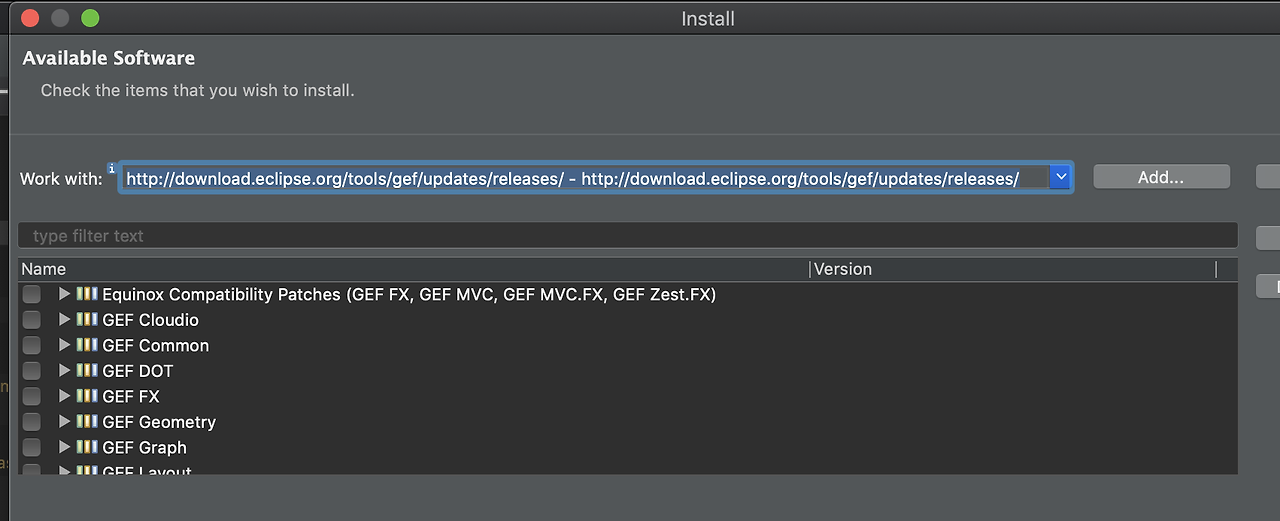 Install
Available Software
Check the items that you wish to install.
Work with: http://download.eclipse.org/tools/gef/updates/releases/ - http://download.eclipse.org/tools/gef/updates/releases/ Add...
type filter text
Name Version
Equinox Compatibility Patches (GEF FX, GEF MVC, GEF MVC.FX, GEF Zest.FX)
GEF Cloudio
GEF Common
GEF DOT
GEF FX
GEF Geometry
GEF Graph
GEF Layout